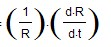 = (1/R) (d·R/d·t)